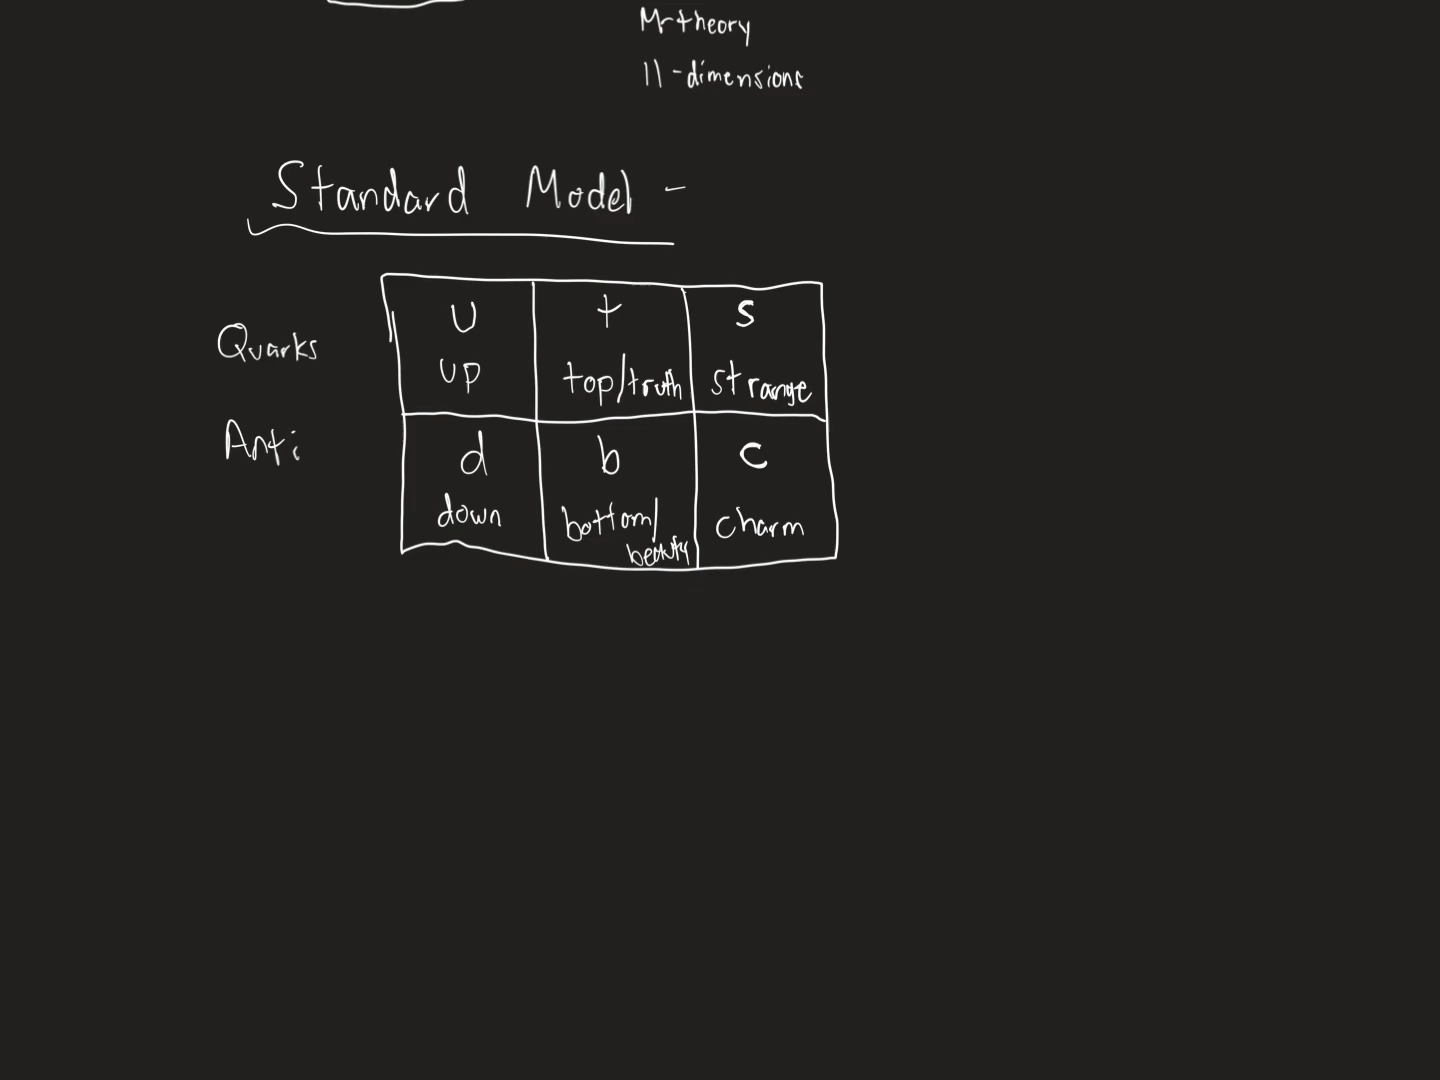 M-theory
11-dimensions
Standard Model -
Quarks
Anti
U t s
up top/truth strange
d b c
down bottom/ charm
beauty